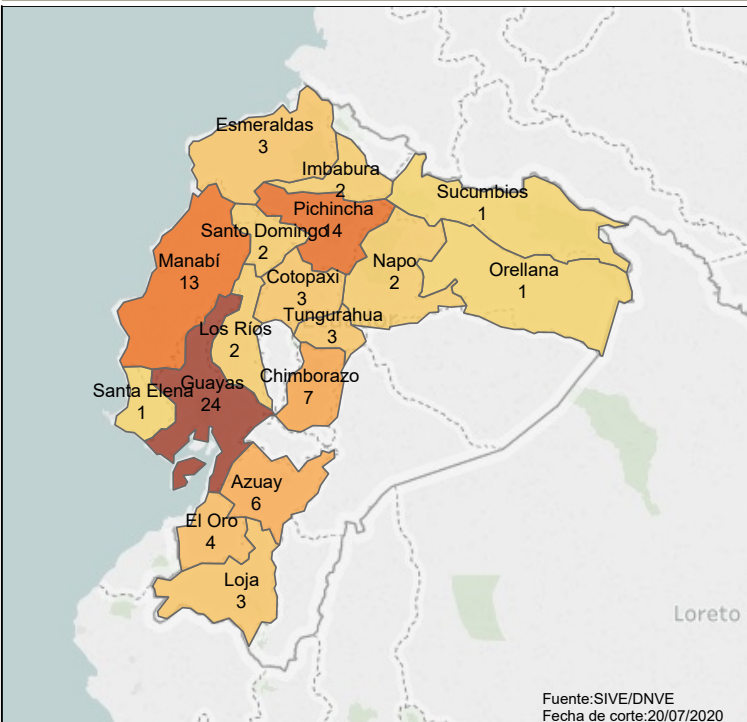 Esmeraldas
3
Imbabura
2
Sucumbios
1
Pichincha
14
Santo Domingo
2
Manabí
13
Napo
2
Orellana
1
Cotopaxi
3
Tungurahua
3
Los Ríos
2
Chimborazo
7
Santa Elena
1
Guayas
24
Azuay
6
El Oro
4
Loja
3
Loreto
Fuente:SIVE/DNVE
Fecha de corte:20/07/2020